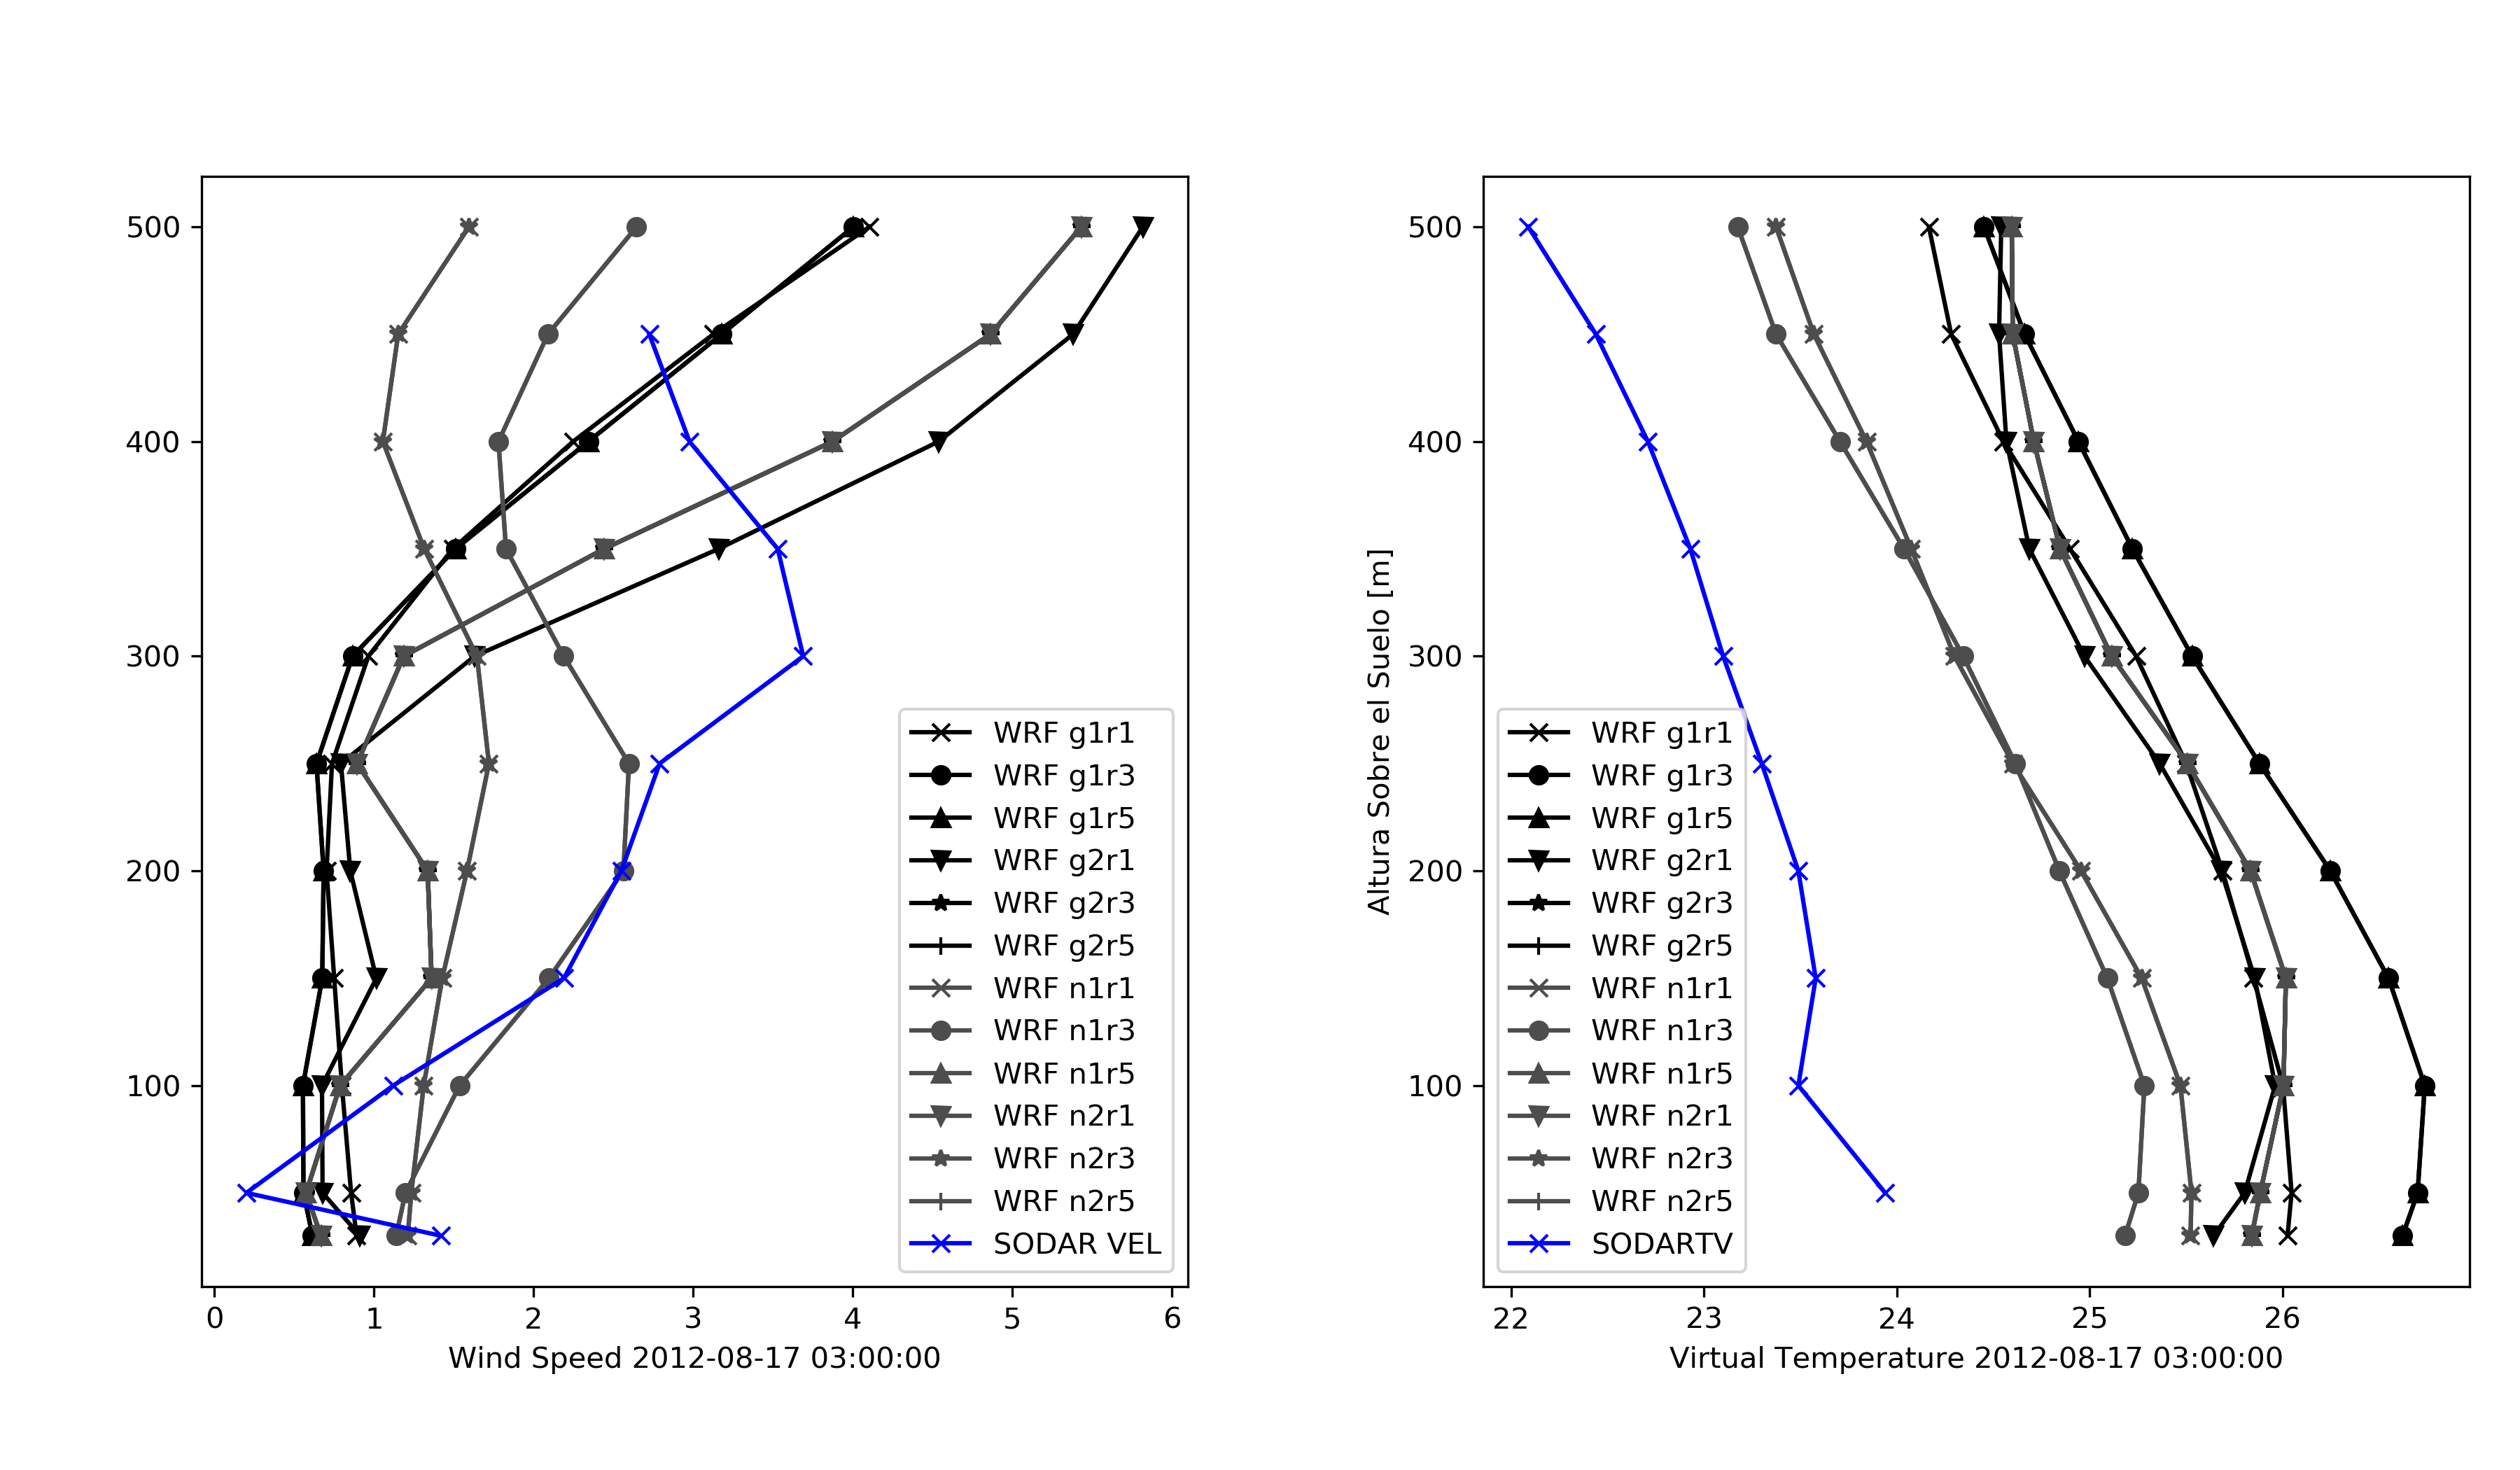 500
400
300
200
100
WRF g1r1
WRF g1r3
WRF g1r5
WRF g2r1
WRF g2r3
WRF g2r5
WRF n1r1
WRF n1r3
WRF n1r5
WRF n2r1
WRF n2r3
WRF n2r5
SODAR VEL
0 1 2 3 4 5 6
Wind Speed 2012-08-17 03:00:00
Altura Sobre el Suelo [m]
500
400
300
200
100
WRF g1r1
WRF g1r3
WRF g1r5
WRF g2r1
WRF g2r3
WRF g2r5
WRF n1r1
WRF n1r3
WRF n1r5
WRF n2r1
WRF n2r3
WRF n2r5
SODARTV
22 23 24 25 26
Virtual Temperature 2012-08-17 03:00:00